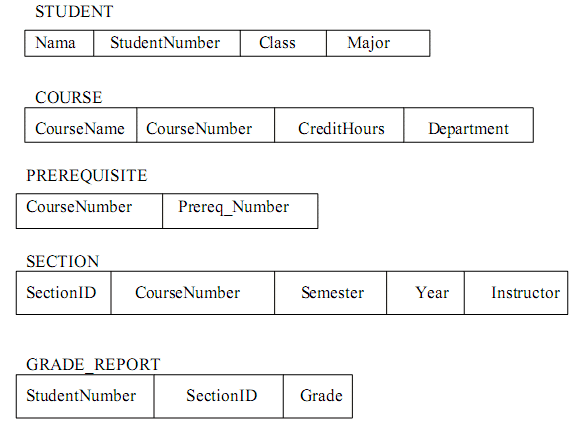 STUDENT
Nama StudentNumber Class Major
COURSE
CourseName CourseNumber CreditHours Department
PREREQUISITE
CourseNumber Prereq_Number
SECTION
SectionID CourseNumber Semester Year Instructor
GRADE_REPORT
StudentNumber SectionID Grade